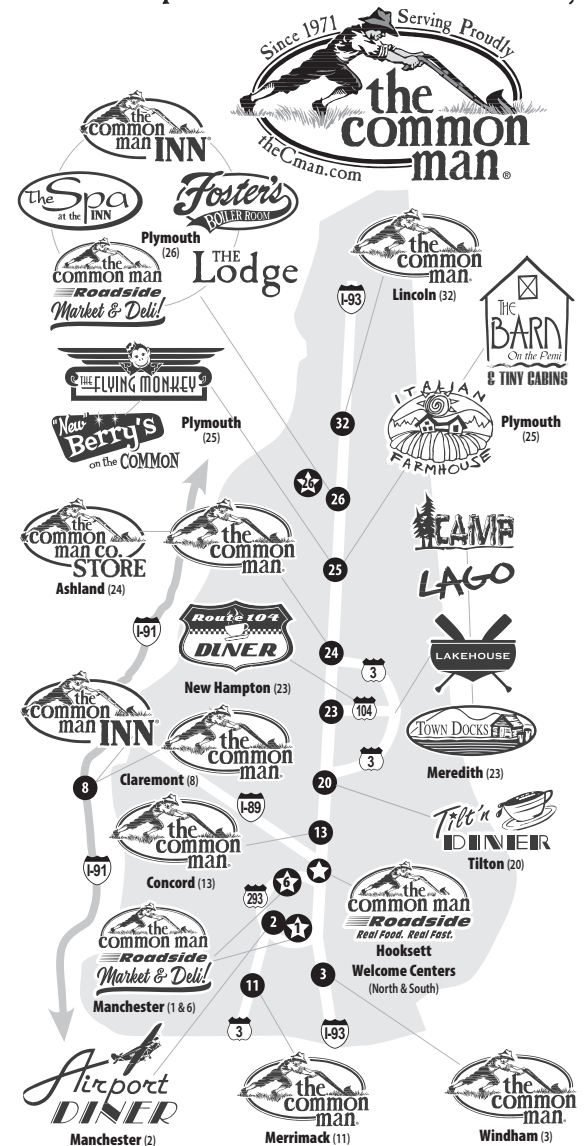 Since 1971
Serving Proudly
the
common
man®
theCman.com
the
common
man INN®
The Spa
at the INN
Foster's
BOILER ROOM
Plymouth
(26)
THE
Lodge
the
common man
Roadside
Market & Deli!
the
common
man®
Lincoln (32)
I-93
THE
BARN
On the Pemi
& TINY CABINS
THE FLYING MONKEY
"New"
Berry's
on the COMMON
Plymouth
(25)
ITALIAN
FARMHOUSE
Plymouth
(25)
32
26
26
25
the
common
man co.
STORE
Ashland (24)
the
common
man®
CAMP
LAGO
I-91
Route 104
DINER
New Hampton (23)
24
3
LAKEHOUSE
23
104
TOWN DOCKS
Meredith (23)
3
the
common
man INN®
the
common
man®
Claremont (8)
8
20
I-89
Tilt'n
DINER
Tilton (20)
the
common
man®
Concord (13)
13
I-91
6
293
the
common man
Roadside
Real Food. Real Fast.
Hooksett
Welcome Centers
(North & South)
2
1
the
common man
Roadside
Market & Deli!
Manchester (1 & 6)
11
3
3
I-93
Airport
DINER
Manchester (2)
the
common
man®
Merrimack (11)
the
common
man®
Windham (3)